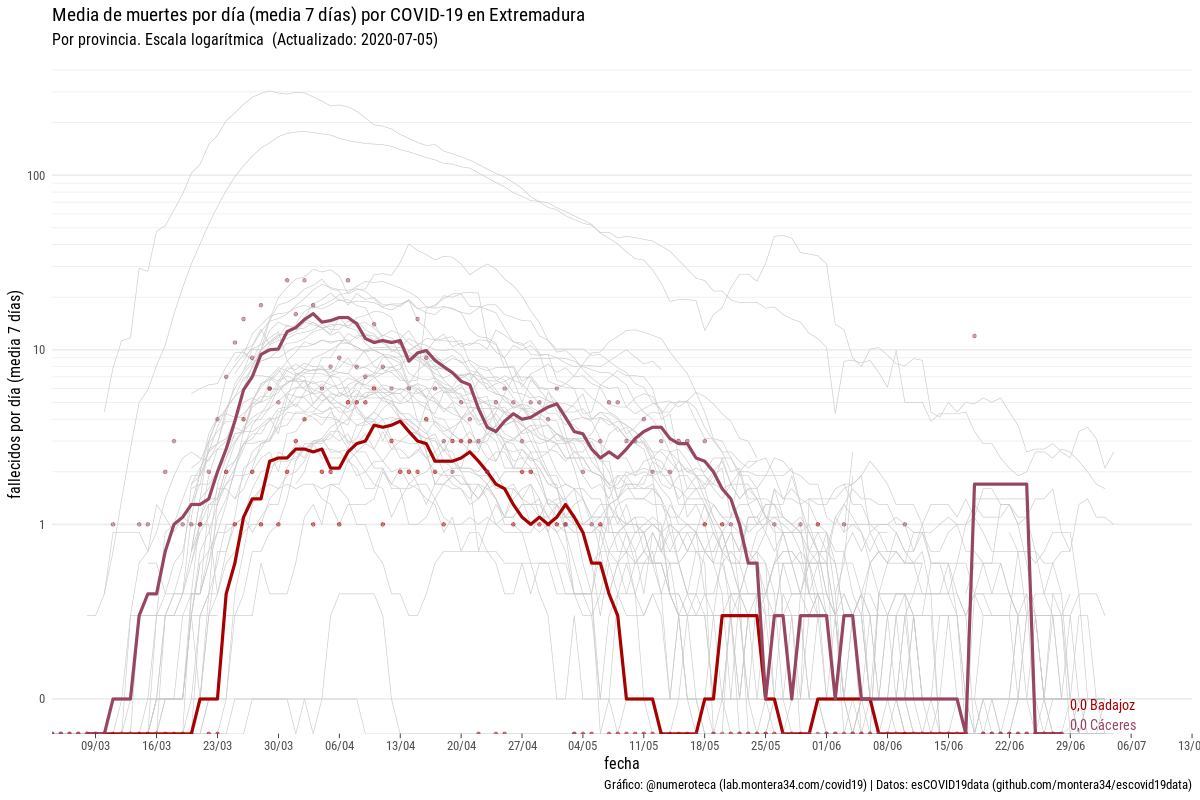 Media de muertes por día (media 7 días) por COVID-19 en Extremadura
Por provincia. Escala logarítmica (Actualizado: 2020-07-05)
fallecidos por día (media 7 días)
100
10
1
0
0,0 Badajoz
0,0 Cáceres
09/03 16/03 23/03 30/03 06/04 13/04 20/04 27/04 04/05 11/05 18/05 25/05 01/06 08/06 15/06 22/06 29/06 06/07 13/0
fecha
Gráfico: @numeroteca (lab.montera34.com/covid19) | Datos: esCOVID19data (github.com/montera34/escovid19data)